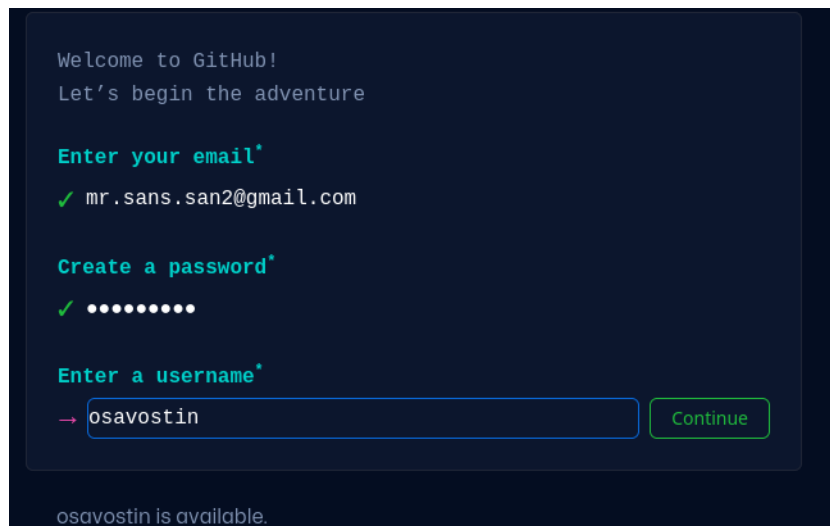 Welcome to GitHub!
Let’s begin the adventure
Enter your email*
✓ mr.sans.san2@gmail.com
Create a password*
✓ •••••••••
Enter a username*
→ osavostin Continue
osavostin is available.